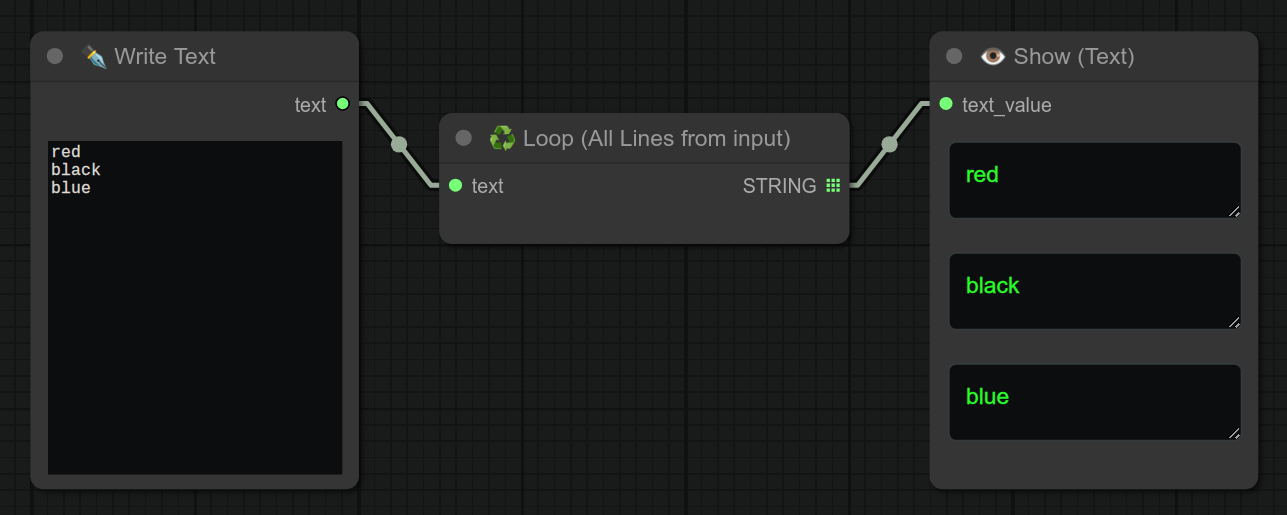 Write Text
text
red
black
blue
Loop (All Lines from input)
text
STRING
Show (Text)
text_value
red
black
blue